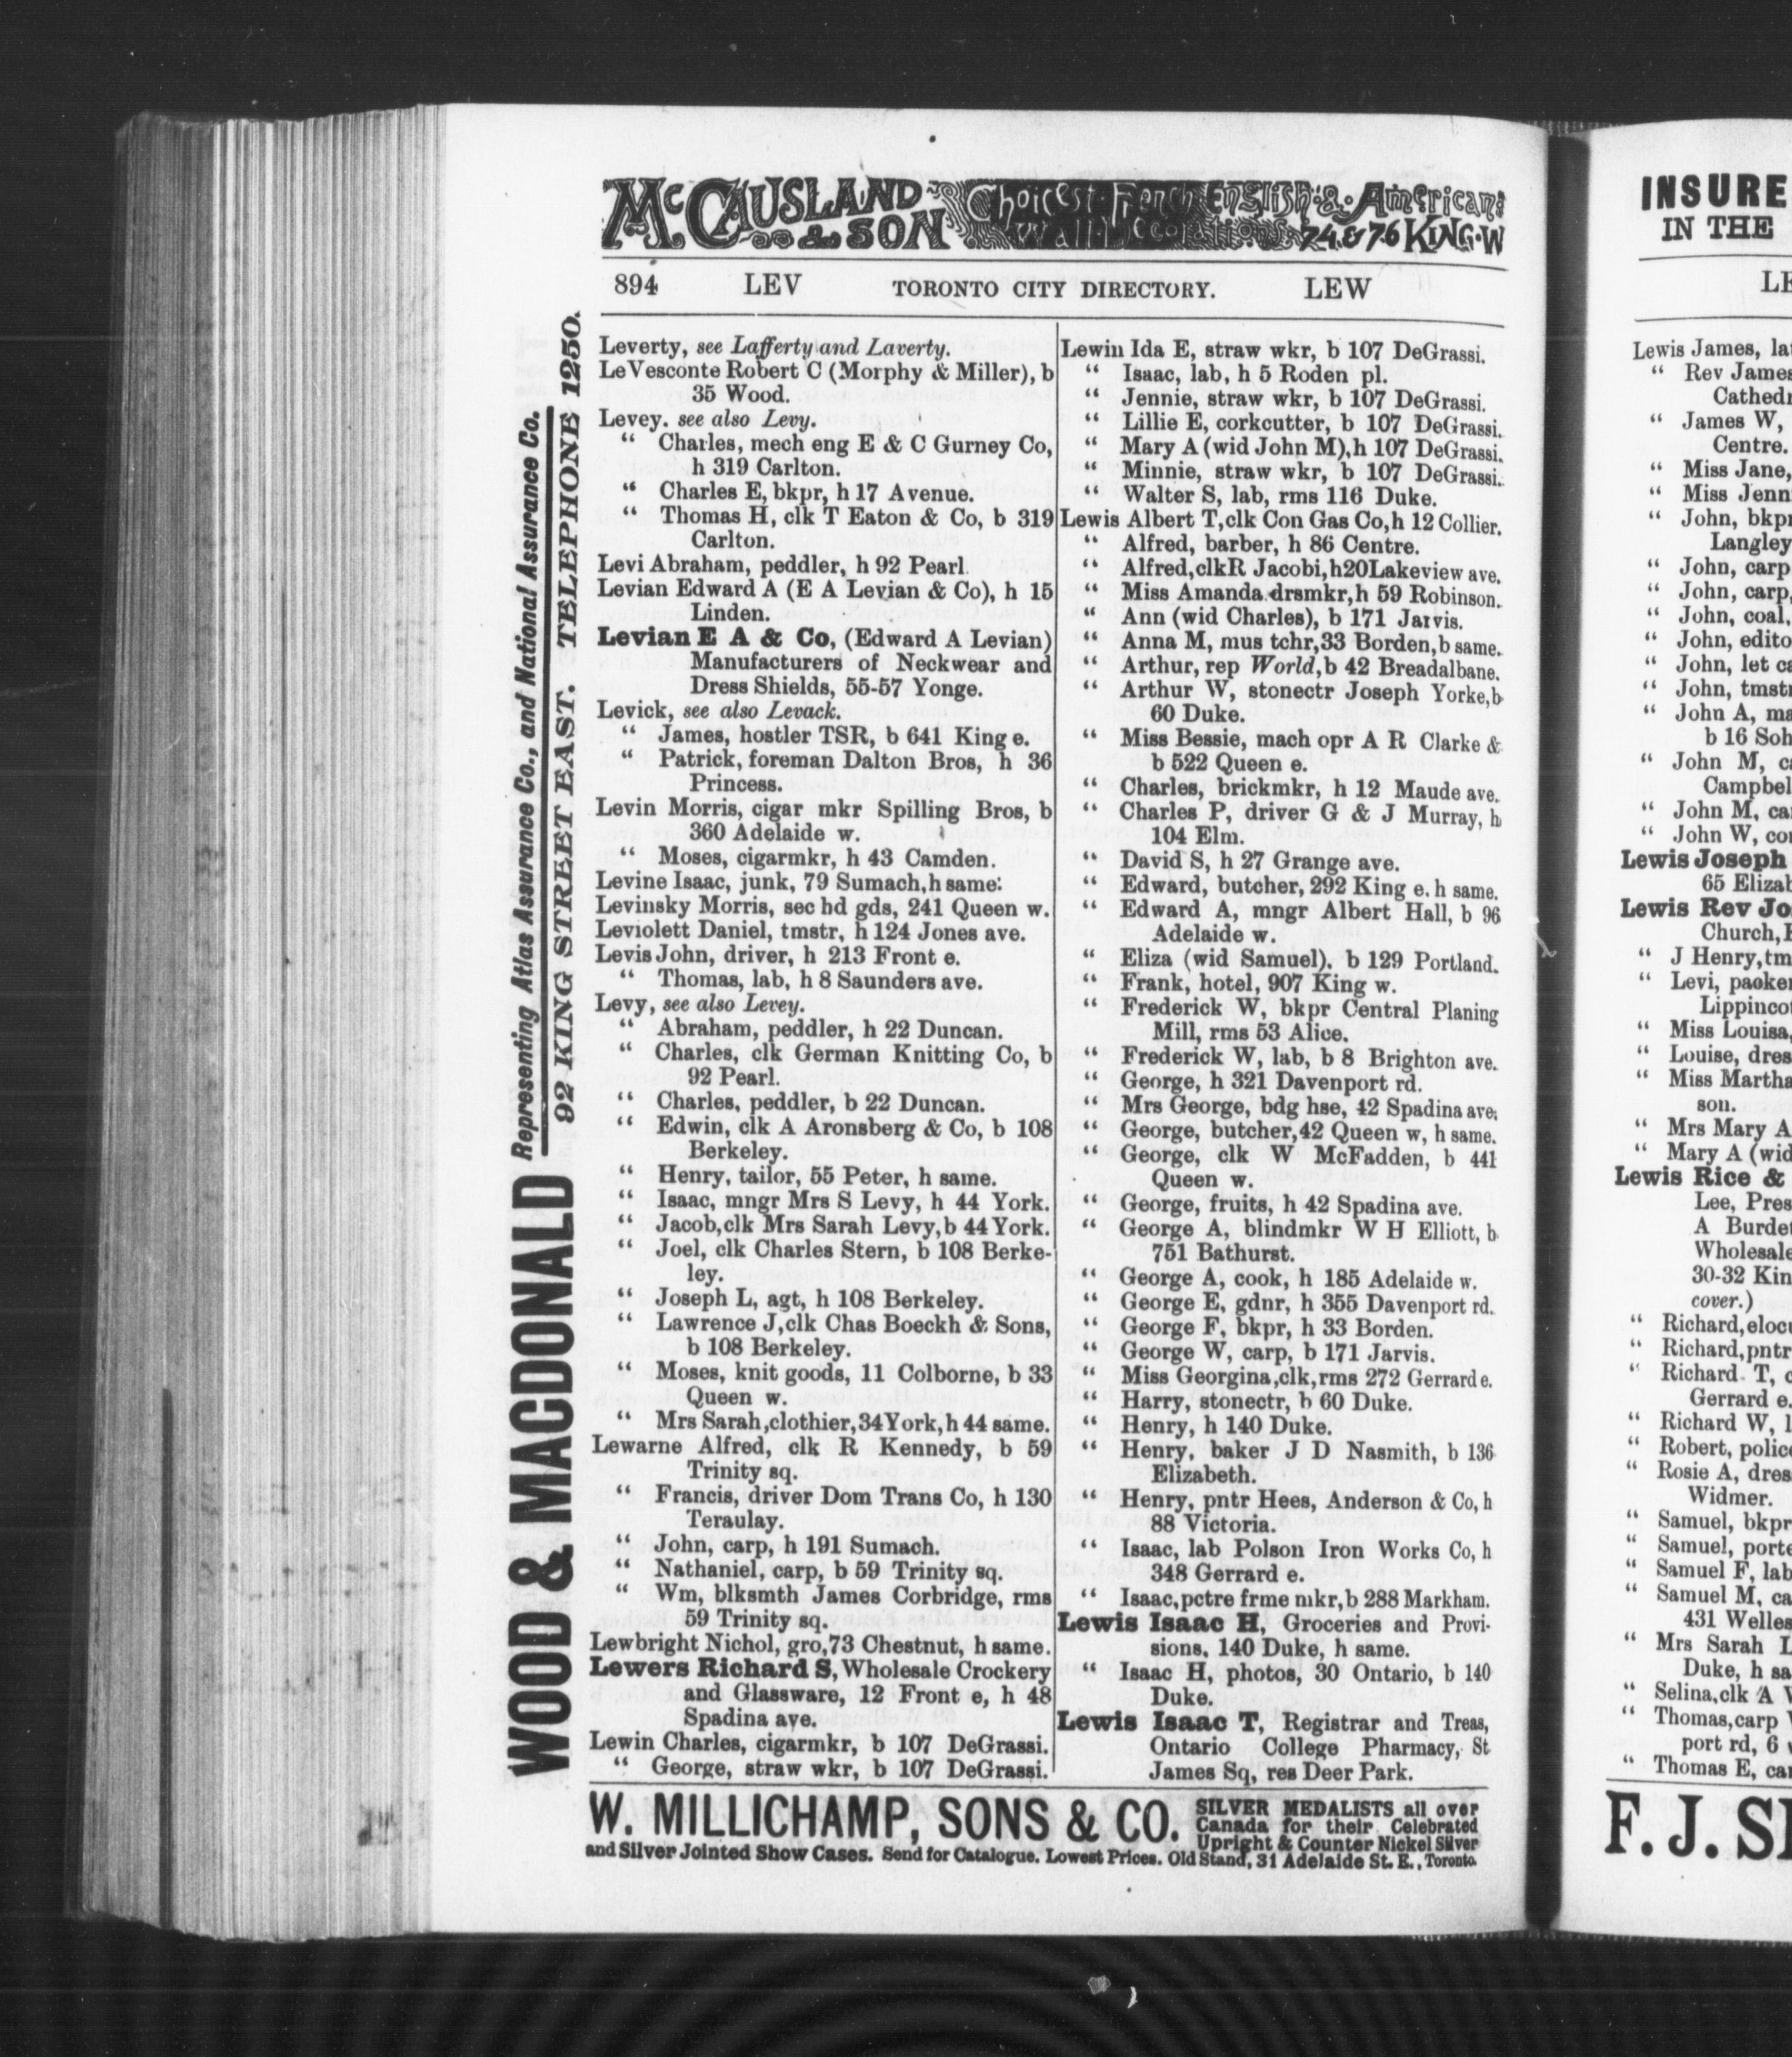 McCAUSLAND & SON Choicest French English & American Wall Decorations 74 & 76 KING W
894 LEV TORONTO CITY DIRECTORY. LEW
WOOD & MACDONALD Representing Atlas Assurance Co., and National Assurance Co.
92 KING STREET EAST. TELEPHONE 1250.
Leverty, see Lafferty and Laverty.
LeVesconte Robert C (Morphy & Miller), b
35 Wood.
Levey. see also Levy.
“ Charles, mech eng E & C Gurney Co,
h 319 Carlton.
“ Charles E, bkpr, h 17 Avenue.
“ Thomas H, clk T Eaton & Co, b 319
Carlton.
Levi Abraham, peddler, h 92 Pearl.
Levian Edward A (E A Levian & Co), h 15
Linden.
Levian E A & Co, (Edward A Levian)
Manufacturers of Neckwear and
Dress Shields, 55-57 Yonge.
Levick, see also Levack.
“ James, hostler TSR, b 641 King e.
“ Patrick, foreman Dalton Bros, h 36
Princess.
Levin Morris, cigar mkr Spilling Bros, b
360 Adelaide w.
“ Moses, cigarmkr, h 43 Camden.
Levine Isaac, junk, 79 Sumach, h same.
Levinsky Morris, sec hd gds, 241 Queen w.
Leviolett Daniel, tmstr, h 124 Jones ave.
Levis John, driver, h 213 Front e.
“ Thomas, lab, h 8 Saunders ave.
Levy, see also Levey.
“ Abraham, peddler, h 22 Duncan.
“ Charles, clk German Knitting Co, b
92 Pearl.
“ Charles, peddler, b 22 Duncan.
“ Edwin, clk A Aronsberg & Co, b 108
Berkeley.
“ Henry, tailor, 55 Peter, h same.
“ Isaac, mngr Mrs S Levy, h 44 York.
“ Jacob, clk Mrs Sarah Levy, b 44 York.
“ Joel, clk Charles Stern, b 108 Berke-
ley.
“ Joseph L, agt, h 108 Berkeley.
“ Lawrence J, clk Chas Boeckh & Sons,
b 108 Berkeley.
“ Moses, knit goods, 11 Colborne, b 33
Queen w.
“ Mrs Sarah, clothier, 34 York, h 44 same.
Lewarne Alfred, clk R Kennedy, b 59
Trinity sq.
“ Francis, driver Dom Trans Co, h 130
Teraulay.
“ John, carp, h 191 Sumach.
“ Nathaniel, carp, b 59 Trinity sq.
“ Wm, blksmth James Corbridge, rms
59 Trinity sq.
Lewbright Nichol, gro, 73 Chestnut, h same.
Lewers Richard S, Wholesale Crockery
and Glassware, 12 Front e, h 48
Spadina ave.
Lewin Charles, cigarmkr, b 107 DeGrassi.
“ George, straw wkr, b 107 DeGrassi.
Lewin Ida E, straw wkr, b 107 DeGrassi.
“ Isaac, lab, h 5 Roden pl.
“ Jennie, straw wkr, b 107 DeGrassi.
“ Lillie E, corkcutter, b 107 DeGrassi.
“ Mary A (wid John M), h 107 DeGrassi.
“ Minnie, straw wkr, b 107 DeGrassi.
“ Walter S, lab, rms 116 Duke.
Lewis Albert T, clk Con Gas Co, h 12 Collier.
“ Alfred, barber, h 86 Centre.
“ Alfred, clk R Jacobi, h 20 Lakeview ave.
“ Miss Amanda drsmkr, h 59 Robinson.
“ Ann (wid Charles), b 171 Jarvis.
“ Anna M, mus tchr, 33 Borden, b same.
“ Arthur, rep World, b 42 Breadalbane.
“ Arthur W, stonectr Joseph Yorke, b
60 Duke.
“ Miss Bessie, mach opr A R Clarke &
b 522 Queen e.
“ Charles, brickmkr, h 12 Maude ave.
“ Charles P, driver G & J Murray, h
104 Elm.
“ David S, h 27 Grange ave.
“ Edward, butcher, 292 King e. h same.
“ Edward A, mngr Albert Hall, b 96
Adelaide w.
“ Eliza (wid Samuel), b 129 Portland.
“ Frank, hotel, 907 King w.
“ Frederick W, bkpr Central Planing
Mill, rms 53 Alice.
“ Frederick W, lab, b 8 Brighton ave.
“ George, h 321 Davenport rd.
“ Mrs George, bdg hse, 42 Spadina ave.
“ George, butcher, 42 Queen w, h same.
“ George, clk W McFadden, b 441
Queen w.
“ George, fruits, h 42 Spadina ave.
“ George A, blindmkr W H Elliott, b
751 Bathurst.
“ George A, cook, h 185 Adelaide w.
“ George E, gdnr, h 355 Davenport rd.
“ George F, bkpr, h 33 Borden.
“ George W, carp, b 171 Jarvis.
“ Miss Georgina, clk, rms 272 Gerrard e.
“ Harry, stonectr, b 60 Duke.
“ Henry, h 140 Duke.
“ Henry, baker J D Nasmith, b 136
Elizabeth.
“ Henry, pntr Hees, Anderson & Co, h
88 Victoria.
“ Isaac, lab Polson Iron Works Co, h
348 Gerrard e.
“ Isaac, pctre frme mkr, b 288 Markham.
Lewis Isaac H, Groceries and Provi-
sions, 140 Duke, h same.
“ Isaac H, photos, 30 Ontario, b 140
Duke.
Lewis Isaac T, Registrar and Treas,
Ontario College Pharmacy, St
James Sq, res Deer Park.
W. MILLICHAMP, SONS & CO. SILVER MEDALISTS all over
Canada for their Celebrated
Upright & Counter Nickel Silver
and Silver Jointed Show Cases. Send for Catalogue. Lowest Prices. Old Stand, 31 Adelaide St. E., Toronto.
INSURE
IN THE
LE
Lewis James, la
“ Rev James
Cathed
“ James W,
Centre.
“ Miss Jane,
“ Miss Jenn
“ John, bkp
Langley
“ John, carp
“ John, carp,
“ John, coal,
“ John, edito
“ John, let ca
“ John, tmst
“ John A, ma
b 16 Soh
“ John M, ca
Campbel
“ John M, ca
“ John W, co
Lewis Joseph
65 Elizab
Lewis Rev Jo
Church,
“ J Henry, tm
“ Levi, packe
Lippinco
“ Miss Louisa,
“ Louise, dres
“ Miss Martha
son.
“ Mrs Mary A
“ Mary A (wid
Lewis Rice &
Lee, Pres
A Burde
Wholesale
30-32 Kin
cover.)
“ Richard, elocu
“ Richard, pntr
“ Richard T, c
Gerrard e.
“ Richard W, l
“ Robert, police
“ Rosie A, dres
Widmer.
“ Samuel, bkpr
“ Samuel, porte
“ Samuel F, lab
“ Samuel M, ca
431 Welles
“ Mrs Sarah L
Duke, h sa
“ Selina, clk A
“ Thomas, carp
port rd, 6
“ Thomas E, ca
F. J. S